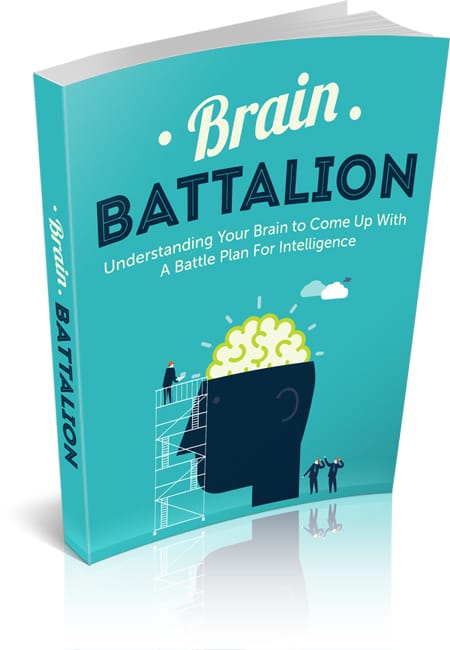 Brain
BATTALION
Understanding Your Brain to Come Up With
A Battle Plan For Intelligence
Brain BATTALION